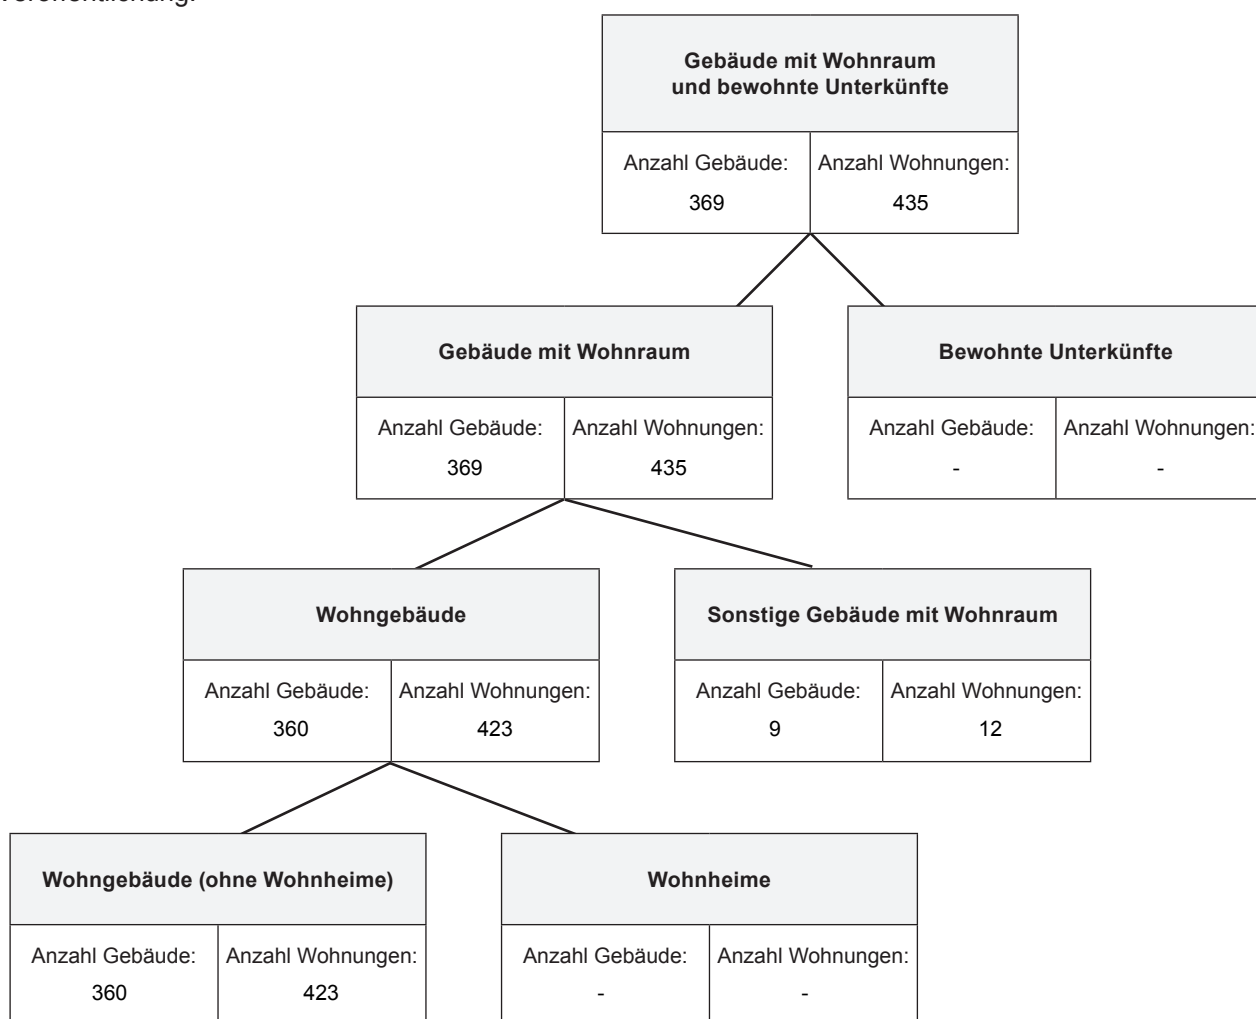 Veröffentlichung.
Gebäude mit Wohnraum
und bewohnte Unterkünfte
Anzahl Gebäude: Anzahl Wohnungen:
369 435
Gebäude mit Wohnraum Bewohnte Unterkünfte
Anzahl Gebäude: Anzahl Wohnungen: Anzahl Gebäude: Anzahl Wohnungen:
369 435 - -
Wohngebäude Sonstige Gebäude mit Wohnraum
Anzahl Gebäude: Anzahl Wohnungen: Anzahl Gebäude: Anzahl Wohnungen:
360 423 9 12
Wohngebäude (ohne Wohnheime) Wohnheime
Anzahl Gebäude: Anzahl Wohnungen: Anzahl Gebäude: Anzahl Wohnungen:
360 423 - -